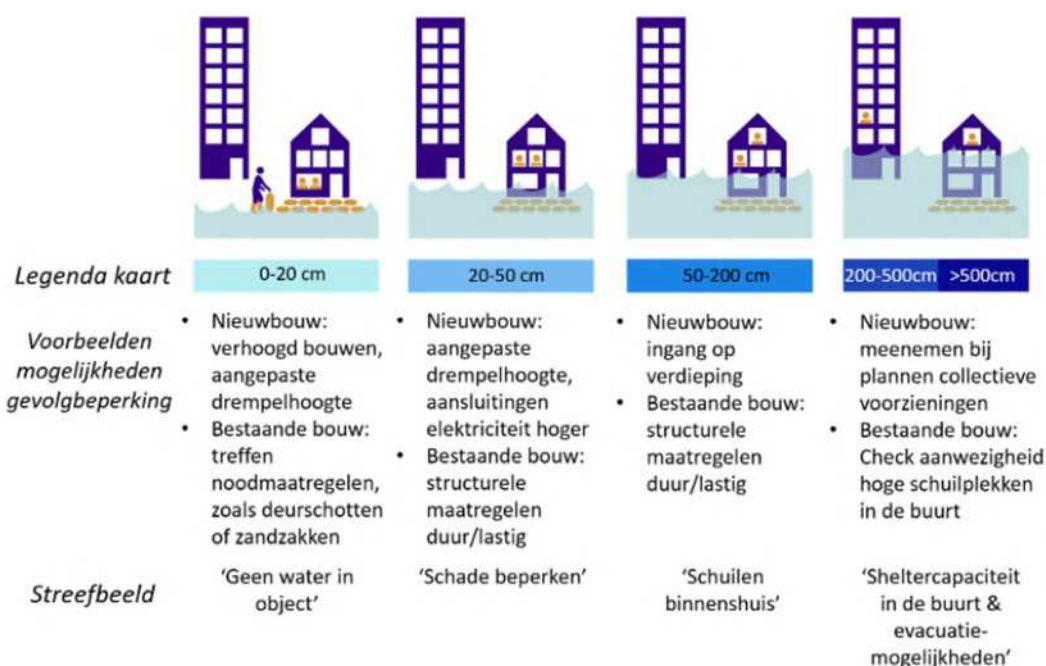 Legenda kaart
0-20 cm
20-50 cm
50-200 cm
200-500cm
>500cm
Voorbeelden
mogelijkheden
gevolgbeperking
• Nieuwbouw:
verhoogd bouwen,
aangepaste
drempelhoogte
• Bestaande bouw:
treffen
noodmaatregelen,
zoals deurschotten
of zandzakken
• Nieuwbouw:
aangepaste
drempelhoogte,
aansluitingen
elektriciteit hoger
• Bestaande bouw:
structurele
maatregelen
duur/lastig
• Nieuwbouw:
ingang op
verdieping
• Bestaande bouw:
structurele
maatregelen
duur/lastig
• Nieuwbouw:
meenemen bij
plannen collectieve
voorzieningen
• Bestaande bouw:
Check aanwezigheid
hoge schuilplekken
in de buurt
Streefbeeld
‘Geen water in
object’
‘Schade beperken’
‘Schuilen
binnenshuis’
‘Sheltercapaciteit
in de buurt &
evacuatie-
mogelijkheden’